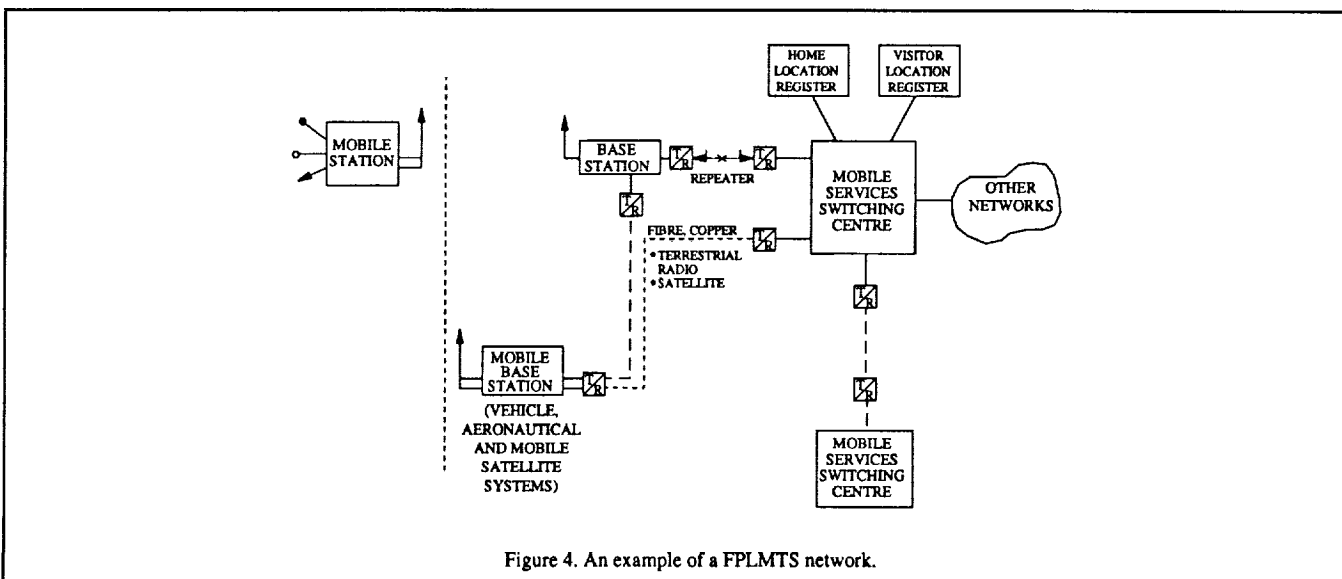 HOME
LOCATION
REGISTER
VISITOR
LOCATION
REGISTER
MOBILE
STATION
BASE
STATION
T/R
T/R
REPEATER
MOBILE
SERVICES
SWITCHING
CENTRE
OTHER
NETWORKS
T/R
FIBRE, COPPER
T/R
• TERRESTRIAL
RADIO
• SATELLITE
T/R
MOBILE
BASE
STATION
T/R
T/R
(VEHICLE,
AERONAUTICAL
AND MOBILE
SATELLITE
SYSTEMS)
MOBILE
SERVICES
SWITCHING
CENTRE
Figure 4. An example of a FPLMTS network.